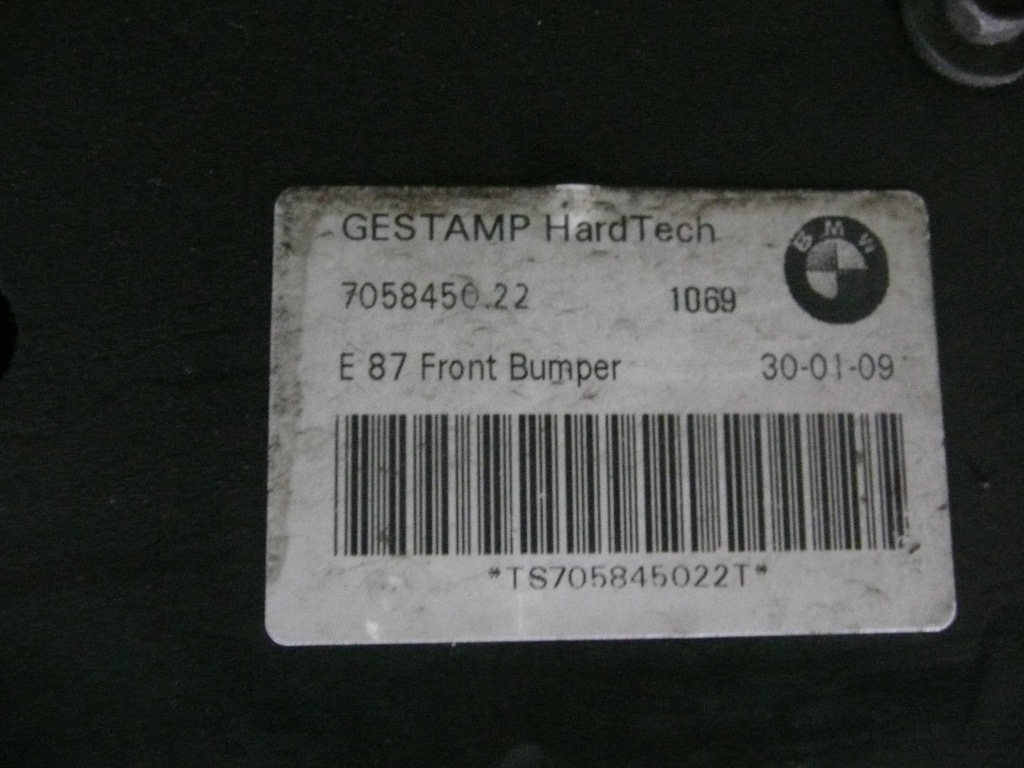 GESTAMP HardTech
BMW
7058450.22 1069
E 87 Front Bumper 30-01-09
*TS705845022T*